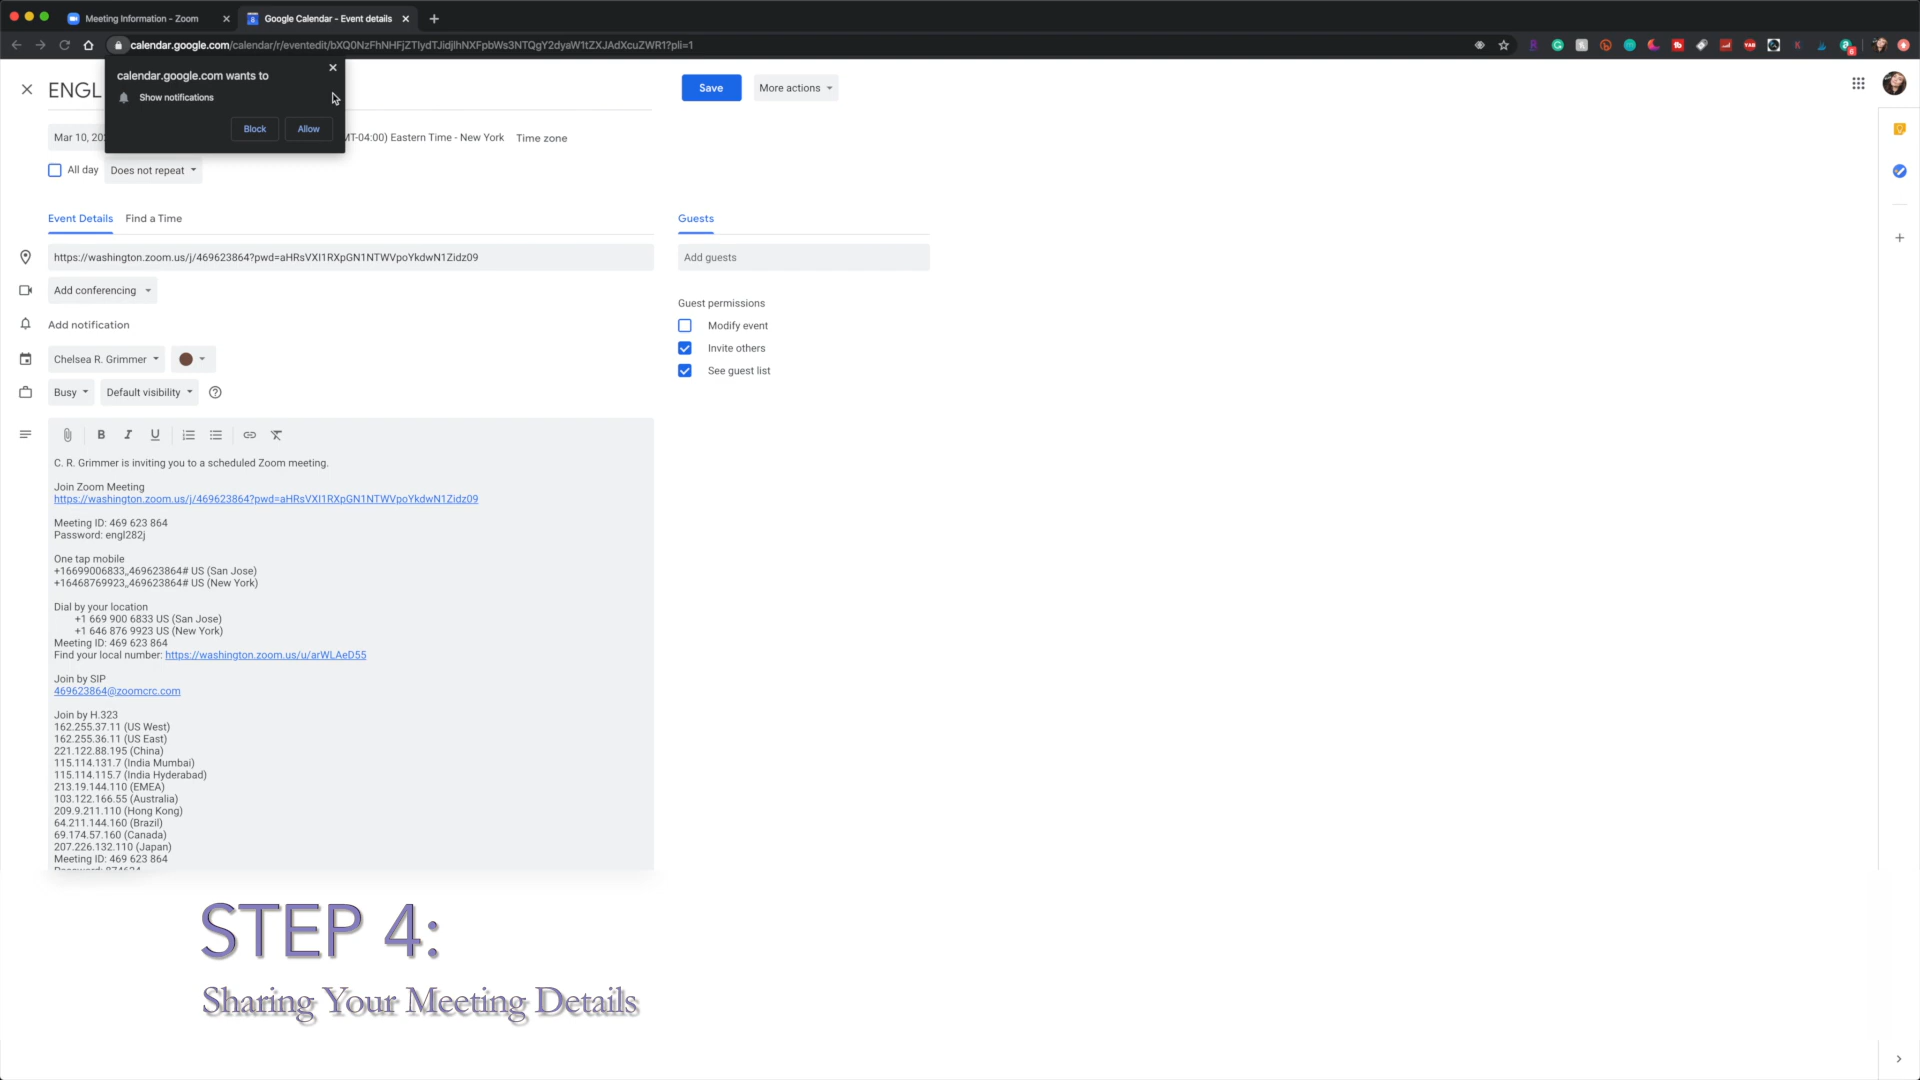 Meeting Information - Zoom
Google Calendar - Event details
calendar.google.com/calendar/r/eventedit/bXQ0NzFhNHFjZTIydTJidjlhNXFpbWs3NTQgY2dyaW1tZXJAdXcuZWR1?pli=1
calendar.google.com wants to
Show notifications
Block
Allow
ENGL
Save
More actions
Mar 10, 20
MT-04:00) Eastern Time - New York
Time zone
All day
Does not repeat
Event Details
Find a Time
Guests
https://washington.zoom.us/j/469623864?pwd=aHRsVXI1RXpGN1NTWVpoYkdwN1Zidz09
Add guests
Add conferencing
Guest permissions
Add notification
Modify event
Invite others
Chelsea R. Grimmer
See guest list
Busy
Default visibility
C. R. Grimmer is inviting you to a scheduled Zoom meeting.
Join Zoom Meeting
https://washington.zoom.us/j/469623864?pwd=aHRsVXI1RXpGN1NTWVpoYkdwN1Zidz09
Meeting ID: 469 623 864
Password: engl282j
One tap mobile
+16699006833,,469623864# US (San Jose)
+16468769923,,469623864# US (New York)
Dial by your location
+1 669 900 6833 US (San Jose)
+1 646 876 9923 US (New York)
Meeting ID: 469 623 864
Find your local number: https://washington.zoom.us/u/arWLAeD55
Join by SIP
469623864@zoomcrc.com
Join by H.323
162.255.37.11 (US West)
162.255.36.11 (US East)
221.122.88.195 (China)
115.114.131.7 (India Mumbai)
115.114.115.7 (India Hyderabad)
213.19.144.110 (EMEA)
103.122.166.55 (Australia)
209.9.211.110 (Hong Kong)
64.211.144.160 (Brazil)
69.174.57.160 (Canada)
207.226.132.110 (Japan)
Meeting ID: 469 623 864
STEP 4:
Sharing Your Meeting Details